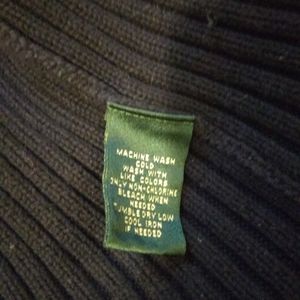 MACHINE WASH
COLD
WASH WITH
LIKE COLORS
ONLY NON-CHLORINE
BLEACH WHEN
NEEDED
TUMBLE DRY LOW
COOL IRON
IF NEEDED